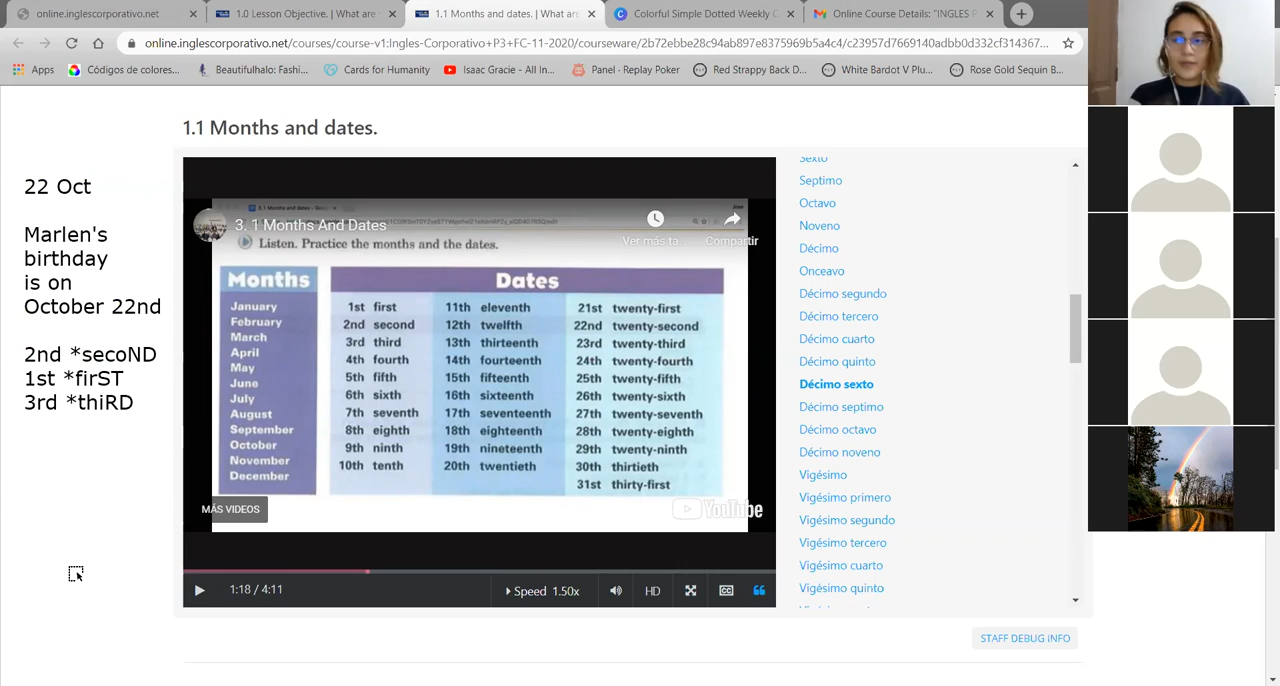 online.inglescorporativo.net
1.0 Lesson Objective. | What are
1.1 Months and dates. | What are
Colorful Simple Dotted Weekly C
Online Course Details: "INGLES P
online.inglescorporativo.net/courses/course-v1:Ingles-Corporativo+P3+FC-11-2020/courseware/2b72ebbe28c94ab897e8375969b5a4c4/c23957d7669140adbb0d332cf314367...
Apps
Códigos de colores...
Beautifulhalo: Fashi...
Cards for Humanity
Isaac Gracie - All In...
Panel · Replay Poker
Red Strappy Back D...
White Bardot V Plu...
Rose Gold Sequin B...
1.1 Months and dates.
22 Oct
Marlen's
birthday
is on
October 22nd
2nd *secoND
1st *firST
3rd *thiRD
3. 1 Months And Dates
Ver más ta...
Compartir
Listen. Practice the months and the dates.
Months
January
February
March
April
May
June
July
August
September
October
November
December
Dates
1st first
2nd second
3rd third
4th fourth
5th fifth
6th sixth
7th seventh
8th eighth
9th ninth
10th tenth
11th eleventh
12th twelfth
13th thirteenth
14th fourteenth
15th fifteenth
16th sixteenth
17th seventeenth
18th eighteenth
19th nineteenth
20th twentieth
21st twenty-first
22nd twenty-second
23rd twenty-third
24th twenty-fourth
25th twenty-fifth
26th twenty-sixth
27th twenty-seventh
28th twenty-eighth
29th twenty-ninth
30th thirtieth
31st thirty-first
MÁS VIDEOS
YouTube
1:18 / 4:11
Speed 1.50x
HD
CC
Sexto
Septimo
Octavo
Noveno
Décimo
Onceavo
Décimo segundo
Décimo tercero
Décimo cuarto
Décimo quinto
Décimo sexto
Décimo septimo
Décimo octavo
Décimo noveno
Vigésimo
Vigésimo primero
Vigésimo segundo
Vigésimo tercero
Vigésimo cuarto
Vigésimo quinto
STAFF DEBUG INFO